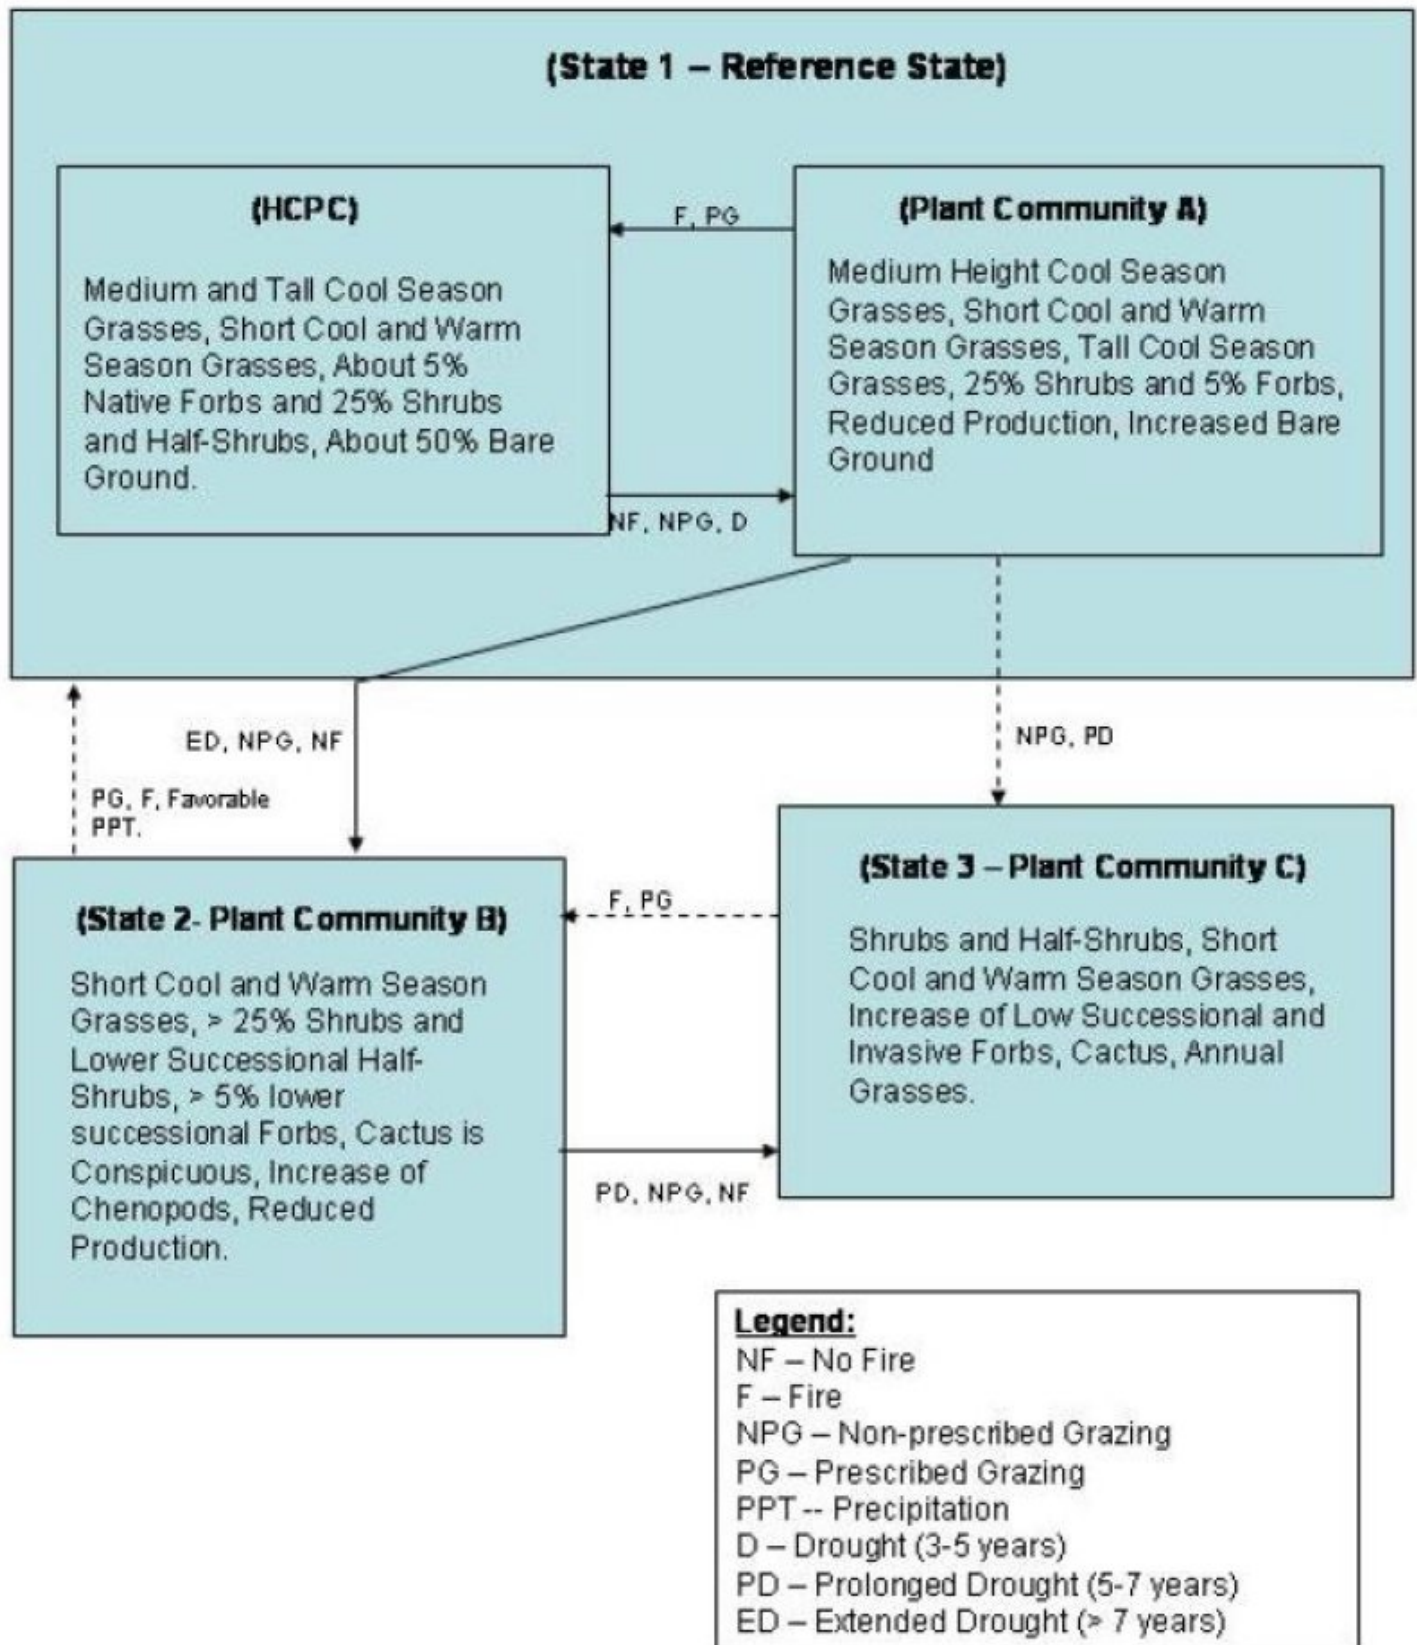 (State 1 – Reference State)
(HCPC)
Medium and Tall Cool Season
Grasses, Short Cool and Warm
Season Grasses, About 5%
Native Forbs and 25% Shrubs
and Half-Shrubs, About 50% Bare
Ground.
F, PG
(Plant Community A)
Medium Height Cool Season
Grasses, Short Cool and Warm
Season Grasses, Tall Cool Season
Grasses, 25% Shrubs and 5% Forbs,
Reduced Production, Increased Bare
Ground
NF, NPG, D
ED, NPG, NF
NPG, PD
PG, F, Favorable
PPT.
(State 2- Plant Community B)
Short Cool and Warm Season
Grasses, > 25% Shrubs and
Lower Successional Half-
Shrubs, > 5% lower
successional Forbs, Cactus is
Conspicuous, Increase of
Chenopods, Reduced
Production.
F, PG
PD, NPG, NF
(State 3 – Plant Community C)
Shrubs and Half-Shrubs, Short
Cool and Warm Season Grasses,
Increase of Low Successional and
Invasive Forbs, Cactus, Annual
Grasses.
Legend:
NF – No Fire
F – Fire
NPG – Non-prescribed Grazing
PG – Prescribed Grazing
PPT -- Precipitation
D – Drought (3-5 years)
PD – Prolonged Drought (5-7 years)
ED – Extended Drought (> 7 years)